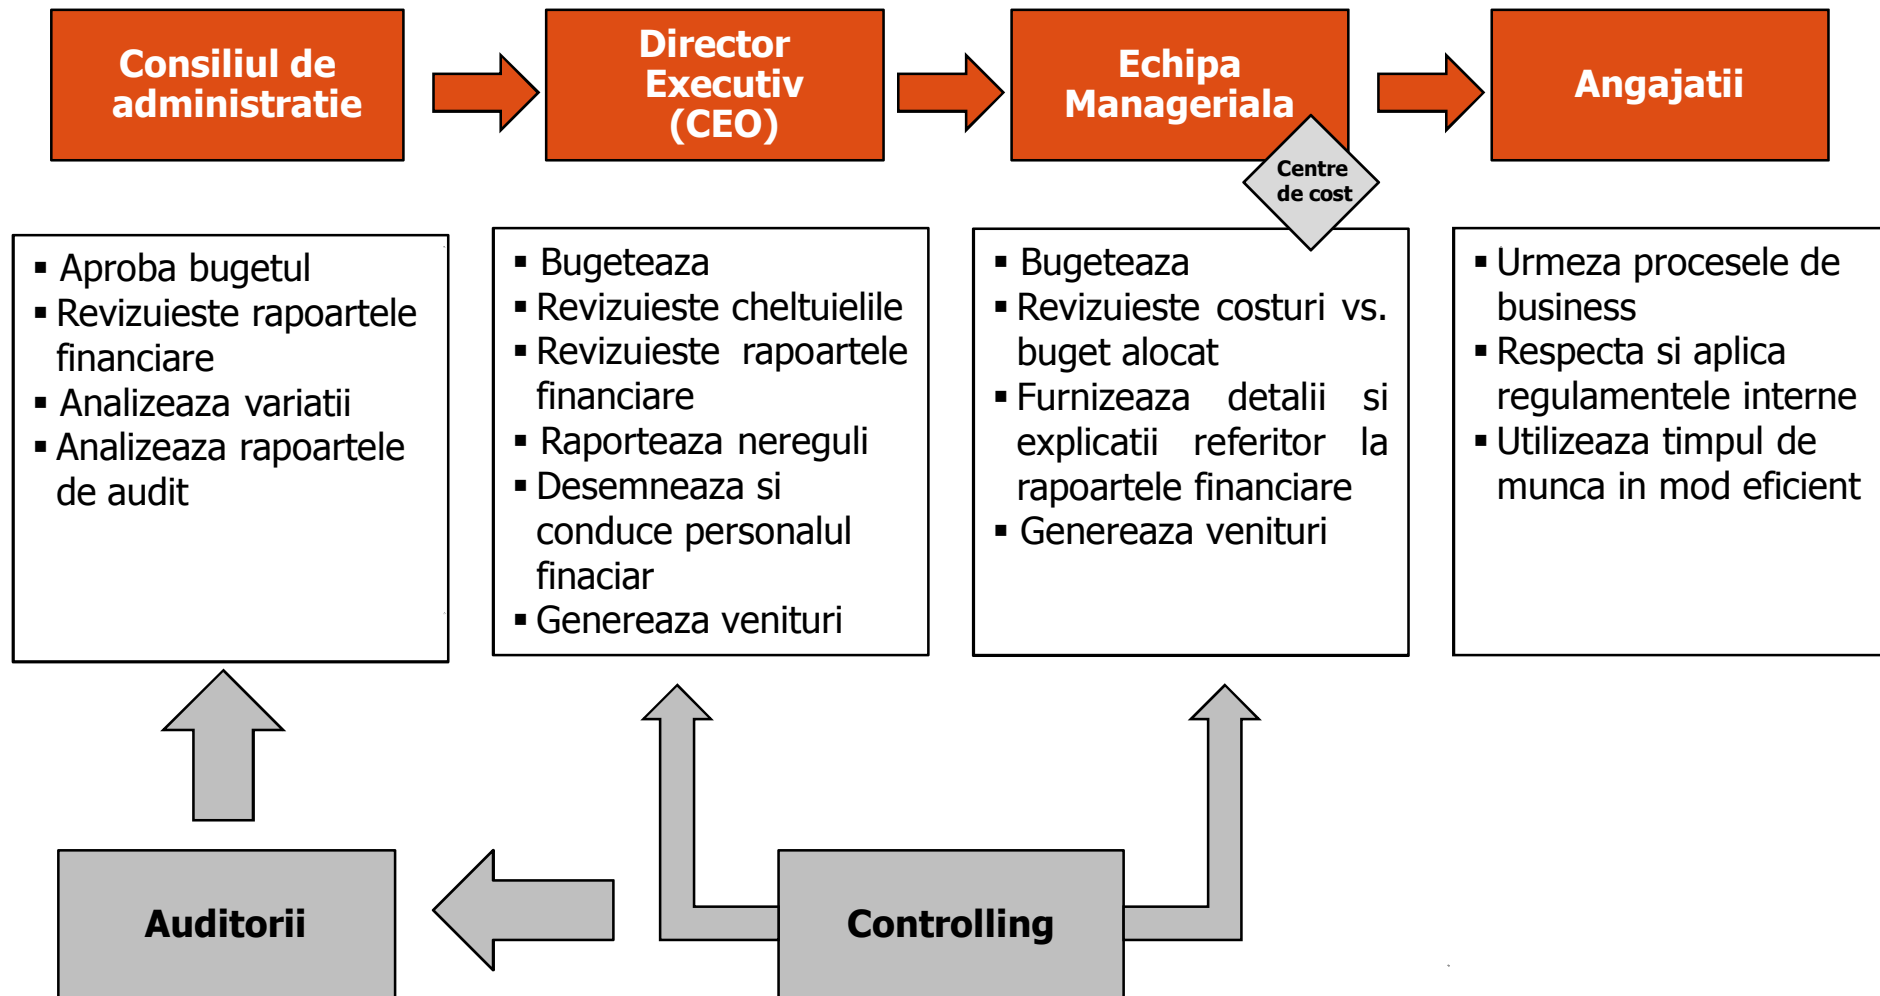 Consiliul de
administratie
Director
Executiv
(CEO)
Echipa
Manageriala
Centre
de cost
Angajatii
▪ Aproba bugetul
▪ Revizuieste rapoartele
financiare
▪ Analizeaza variatii
▪ Analizeaza rapoartele
de audit
▪ Bugeteaza
▪ Revizuieste cheltuielile
▪ Revizuieste rapoartele
financiare
▪ Raporteaza nereguli
▪ Desemneaza si
conduce personalul
finaciar
▪ Genereaza venituri
▪ Bugeteaza
▪ Revizuieste costuri vs.
buget alocat
▪ Furnizeaza detalii si
explicatii referitor la
rapoartele financiare
▪ Genereaza venituri
▪ Urmeza procesele de
business
▪ Respecta si aplica
regulamentele interne
▪ Utilizeaza timpul de
munca in mod eficient
Auditorii
Controlling